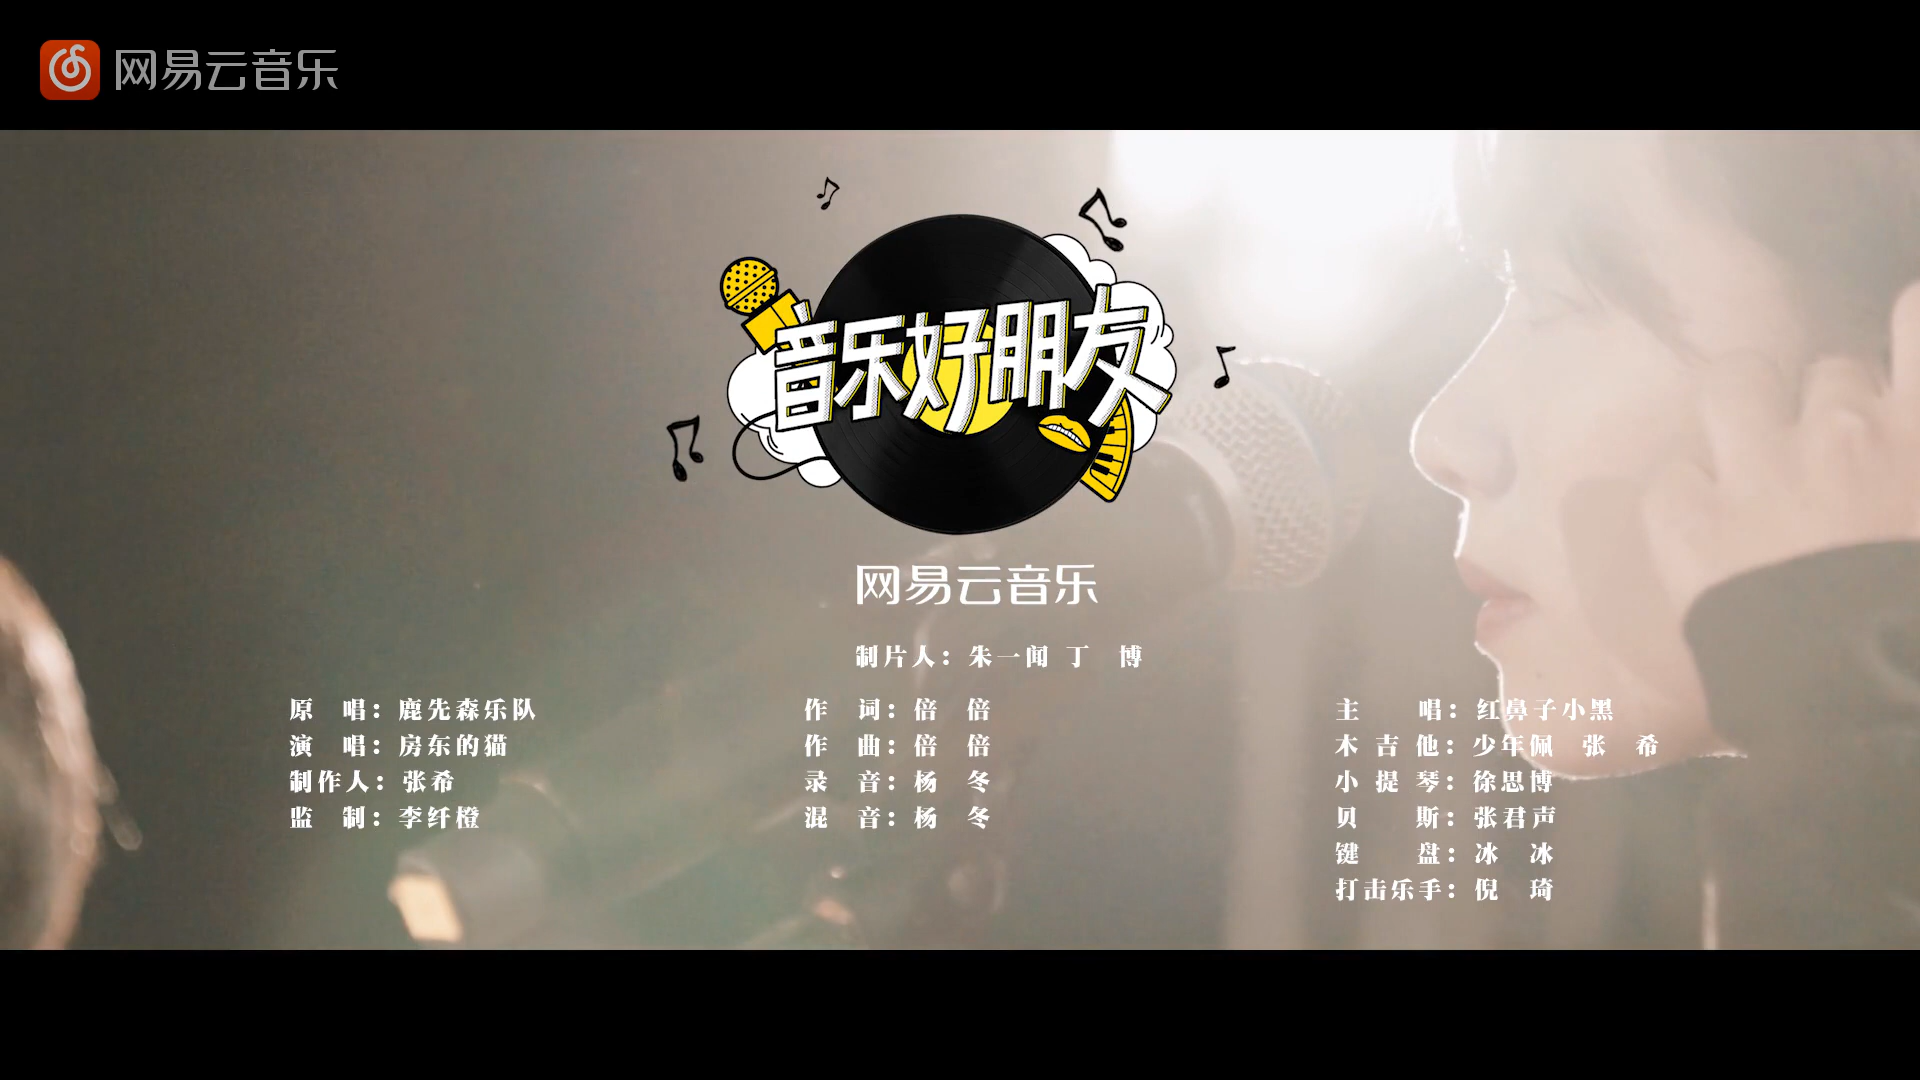 网易云音乐
音乐好朋友
网易云音乐
制片人：朱一闻 丁 博
原 唱：鹿先森乐队
演 唱：房东的猫
制作人：张希
监 制：李纤橙
作 词：倍 倍
作 曲：倍 倍
录 音：杨 冬
混 音：杨 冬
主 唱：红鼻子小黑
木 吉 他：少年佩 张 希
小 提 琴：徐思博
贝 斯：张君声
键 盘：冰 冰
打击乐手：倪 琦